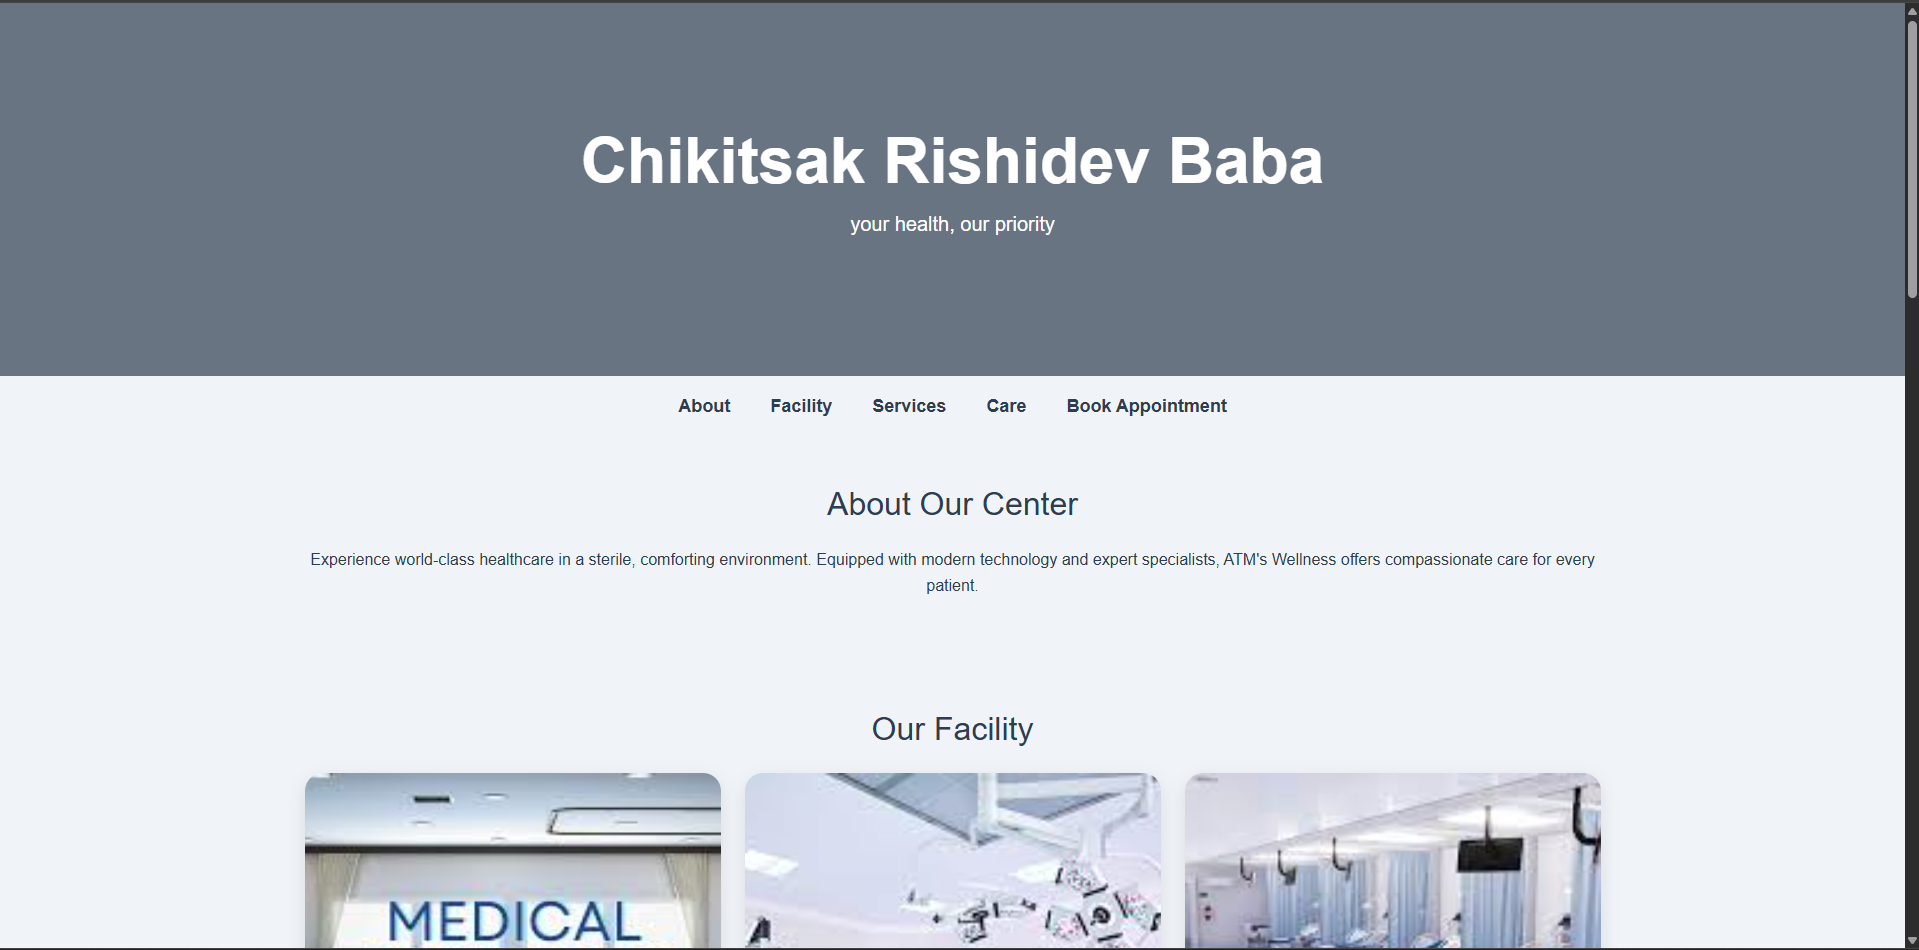 Chikitsak Rishidev Baba
your health, our priority
About Facility Services Care Book Appointment
About Our Center
Experience world-class healthcare in a sterile, comforting environment. Equipped with modern technology and expert specialists, ATM's Wellness offers compassionate care for every
patient.
Our Facility
MEDICAL